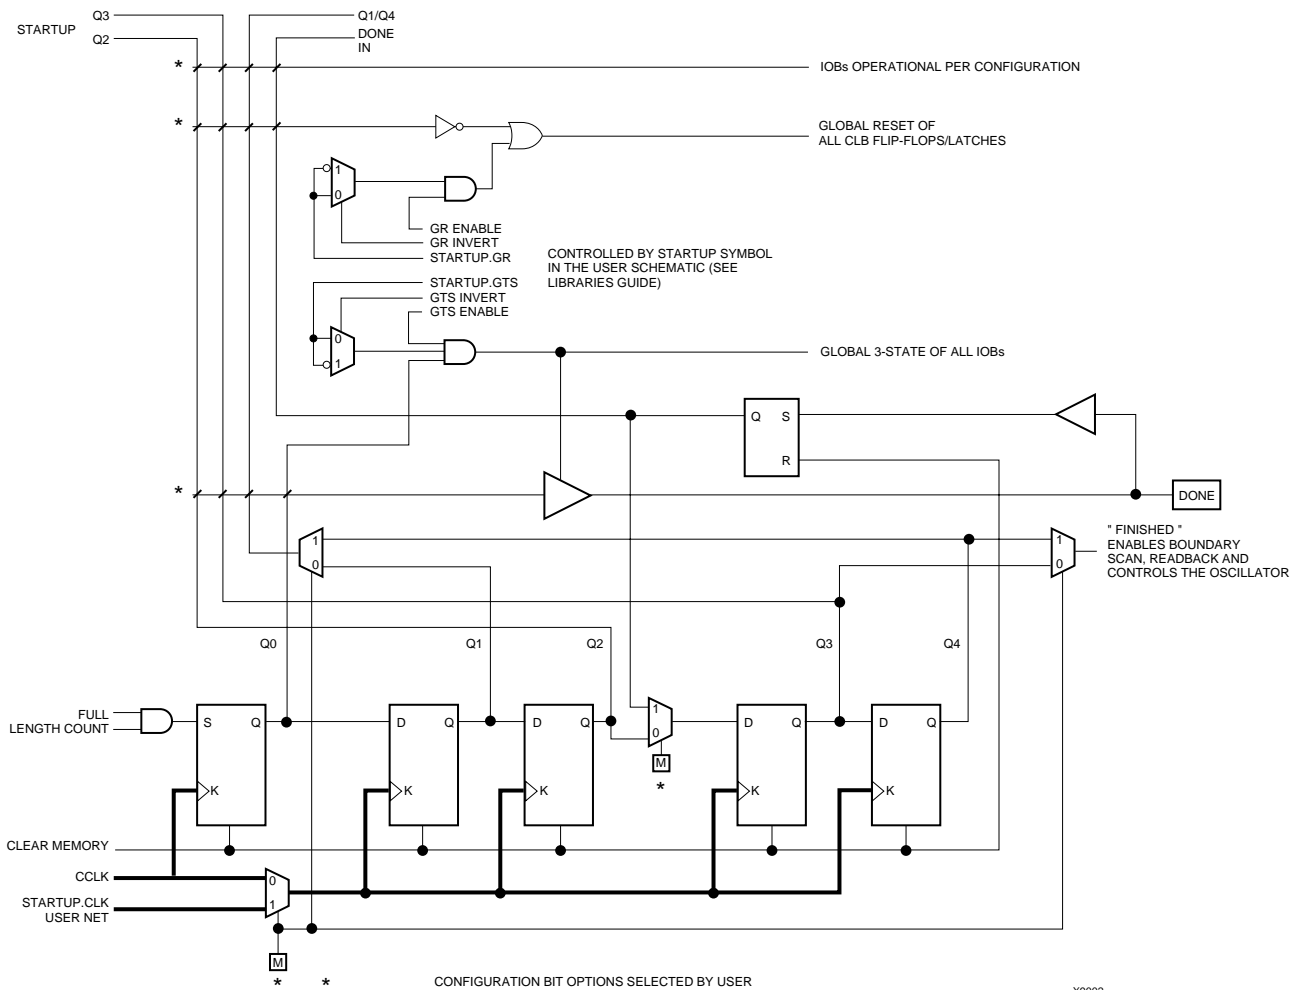 Q3
STARTUP
Q2
Q1/Q4
DONE
IN
*
IOBs OPERATIONAL PER CONFIGURATION
*
GLOBAL RESET OF
ALL CLB FLIP-FLOPS/LATCHES
1
0
GR ENABLE
GR INVERT
STARTUP.GR
CONTROLLED BY STARTUP SYMBOL
IN THE USER SCHEMATIC (SEE
LIBRARIES GUIDE)
STARTUP.GTS
GTS INVERT
GTS ENABLE
0
1
GLOBAL 3-STATE OF ALL IOBs
Q S
R
*
DONE
1
0
1
0
" FINISHED "
ENABLES BOUNDARY
SCAN, READBACK AND
CONTROLS THE OSCILLATOR
Q0 Q1 Q2 Q3 Q4
FULL
LENGTH COUNT
S Q
K
D Q
K
D Q
K
1
0
M
*
D Q
K
D Q
K
CLEAR MEMORY
CCLK
STARTUP.CLK
USER NET
0
1
M
*
* CONFIGURATION BIT OPTIONS SELECTED BY USER